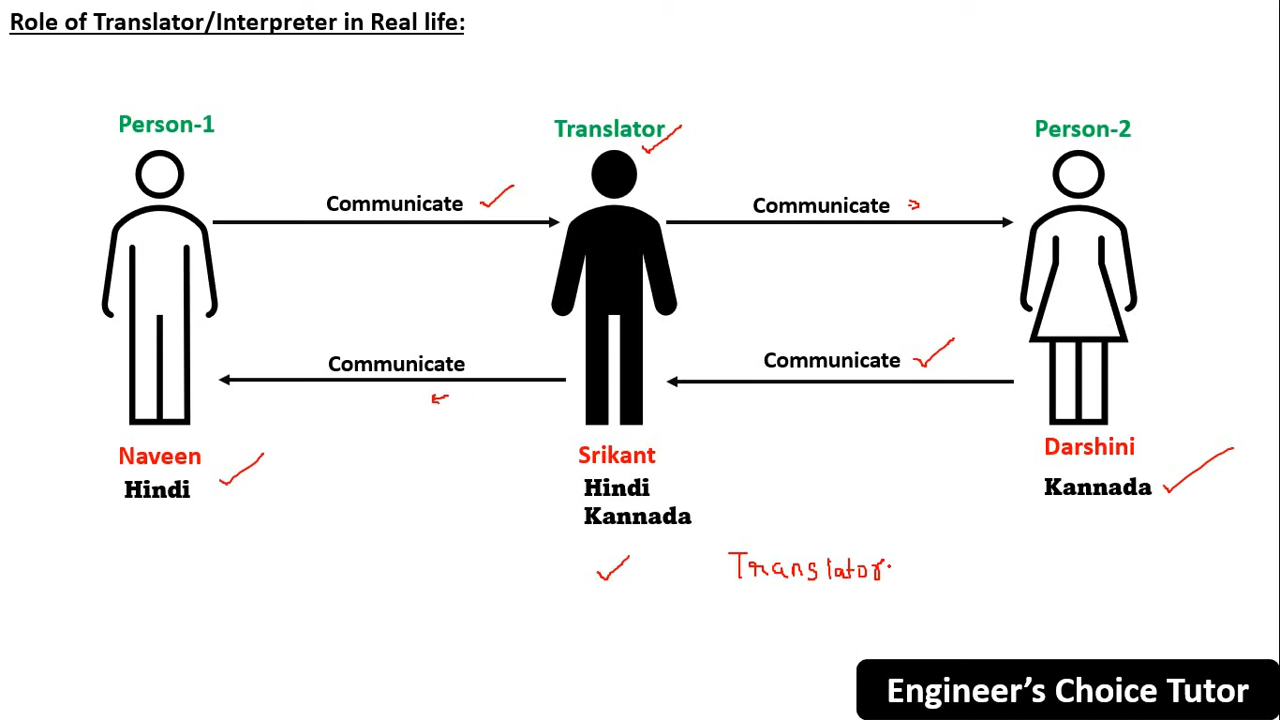 Role of Translator/Interpreter in Real life:
Person-1
Translator
Person-2
Communicate
Communicate
Communicate
Communicate
Naveen
Hindi
Srikant
Hindi
Kannada
Darshini
Kannada
Translator.
Engineer’s Choice Tutor